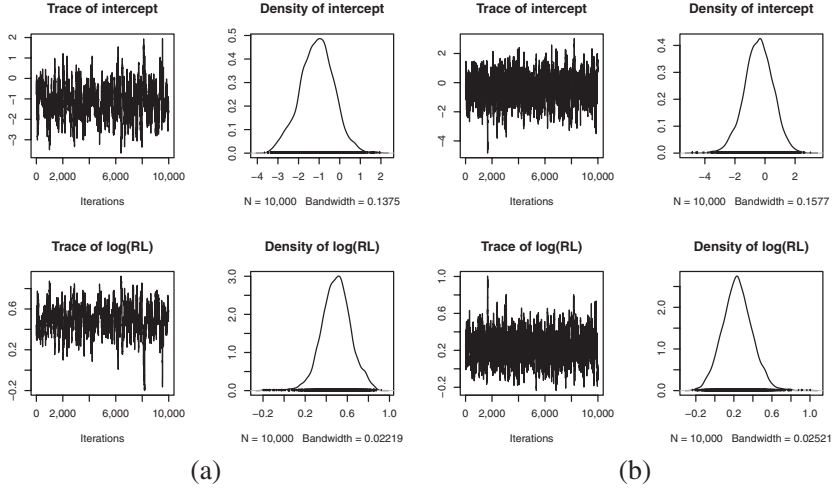 Trace of intercept
2
1
0
−1
−2
−3
0 2,000 6,000 10,000
Iterations
Density of intercept
0.5
0.4
0.3
0.2
0.1
0.0
−4 −3 −2 −1 0 1 2
N = 10,000 Bandwidth = 0.1375
Trace of intercept
2
0
−2
−4
0 2,000 6,000 10,000
Iterations
Density of intercept
0.4
0.3
0.2
0.1
0.0
−4 −2 0 2
N = 10,000 Bandwidth = 0.1577
Trace of log(RL)
0.6
0.2
−0.2
0 2,000 6,000 10,000
Iterations
Density of log(RL)
3.0
2.0
1.0
0.0
−0.2 0.2 0.6 1.0
N = 10,000 Bandwidth = 0.02219
Trace of log(RL)
1.0
0.6
0.2
−0.2
0 2,000 6,000 10,000
Iterations
Density of log(RL)
2.0
1.0
0.0
−0.2 0.2 0.6 1.0
N = 10,000 Bandwidth = 0.02521
(a)
(b)